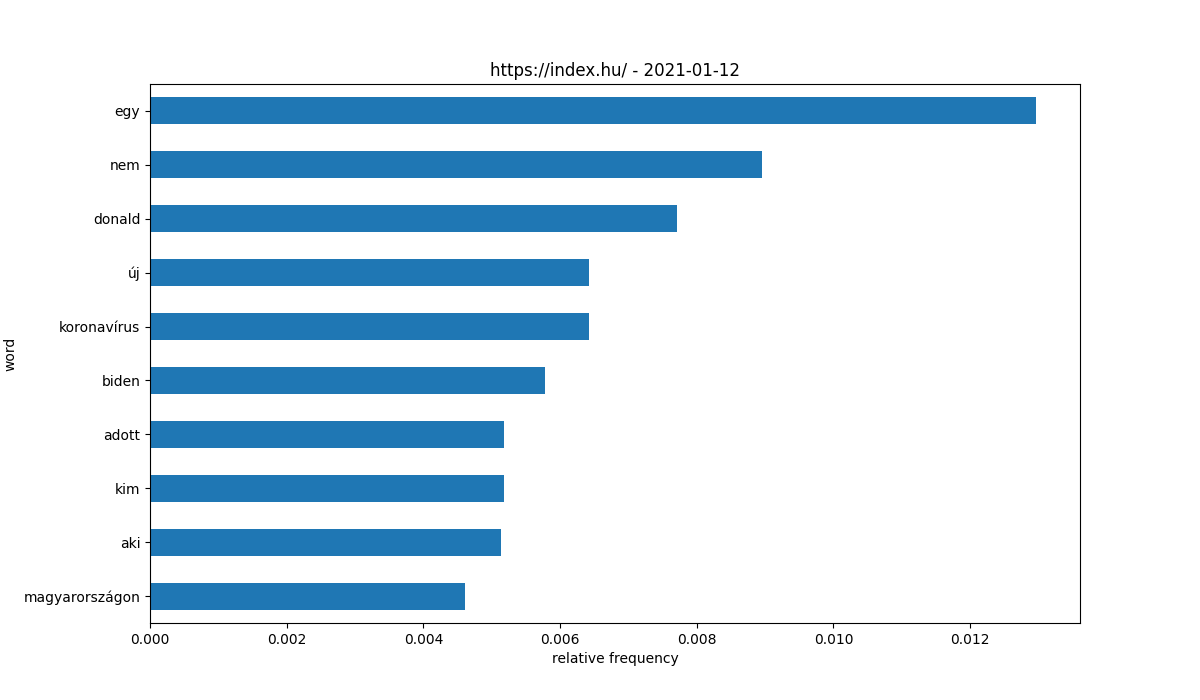 https://index.hu/ - 2021-01-12
egy
nem
donald
új
koronavírus
biden
adott
kim
aki
magyarországon
word
0.000 0.002 0.004 0.006 0.008 0.010 0.012
relative frequency